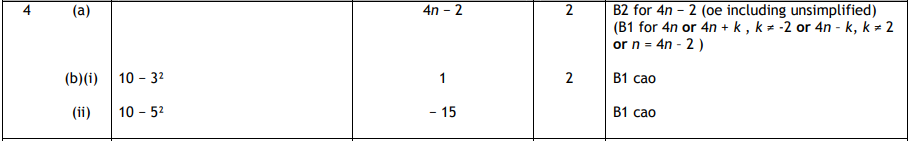 4 (a) 4n – 2 2 B2 for 4n – 2 (oe including unsimplified)
(B1 for 4n or 4n + k , k ≠ -2 or 4n – k, k ≠ 2
or n = 4n – 2 )
(b)(i) 10 – 3² 1 2 B1 cao
(ii) 10 – 5² – 15 B1 cao